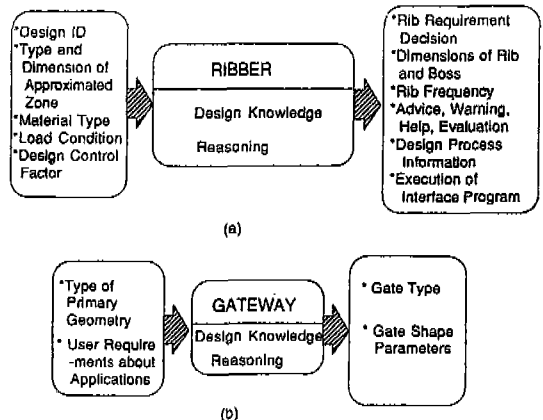 *Design ID
*Type and
Dimension of
Approximated
Zone
*Material Type
*Load Condition
*Design Control
Factor
RIBBER
Design Knowledge
Reasoning
*Rib Requirement
Decision
*Dimensions of Rib
and Boss
*Rib Frequency
*Advice, Warning,
Help, Evaluation
*Design Process
Information
*Execution of
Interface Program
(a)
*Type of
Primary
Geometry
* User Require
-ments about
Applications
GATEWAY
Design Knowledge
Reasoning
* Gate Type
* Gate Shape
Parameters
(b)